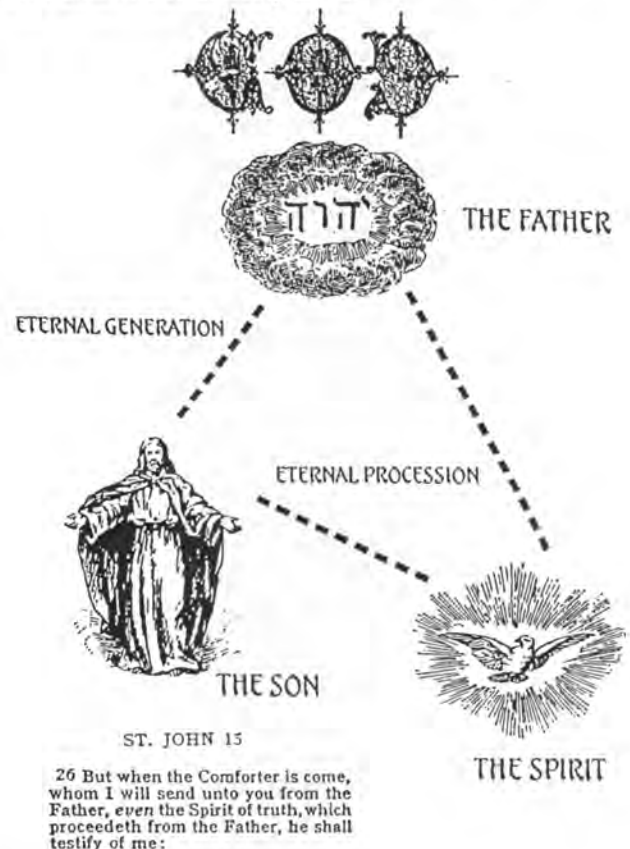 GOD
יהוה
THE FATHER
ETERNAL GENERATION
ETERNAL PROCESSION
THE SON
THE SPIRIT
ST. JOHN 15
26 But when the Comforter is come,
whom I will send unto you from the
Father, even the Spirit of truth, which
proceedeth from the Father, he shall
testify of me: